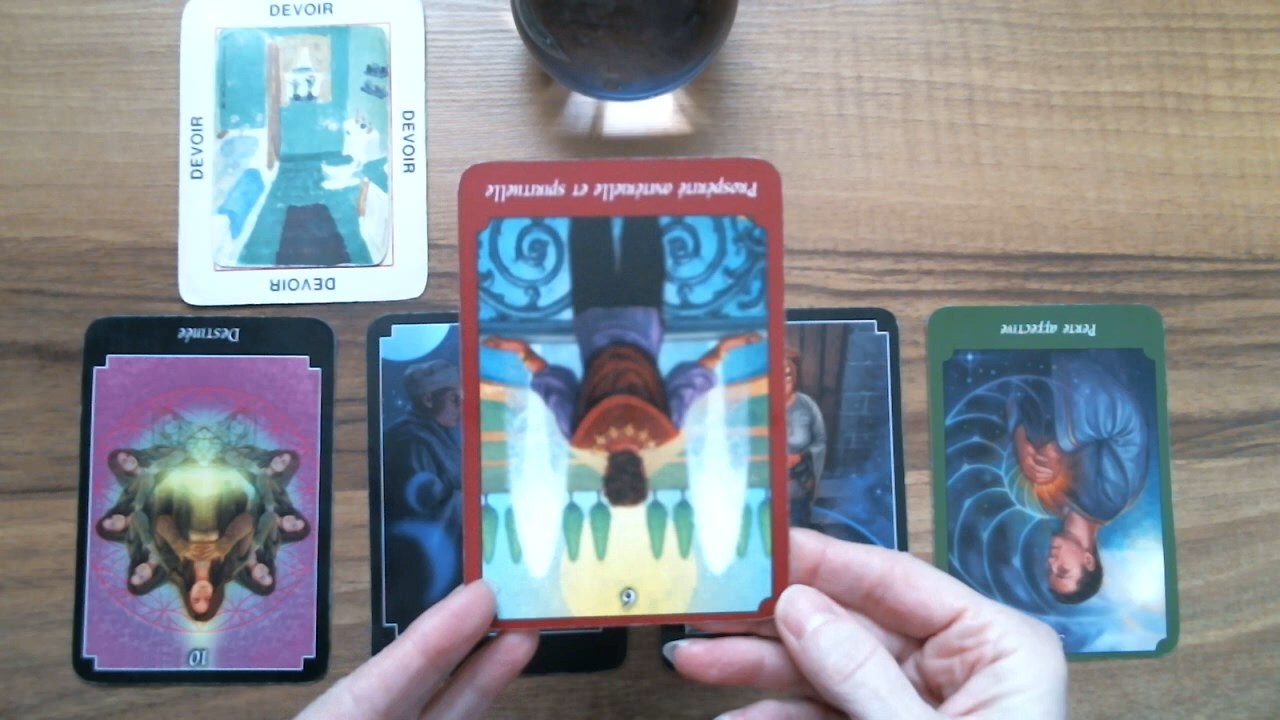 DEVOIR
DEVOIR
DEVOIR
DEVOIR
Prospérité matérielle et spirituelle
9
Destinée
10
Perte affective